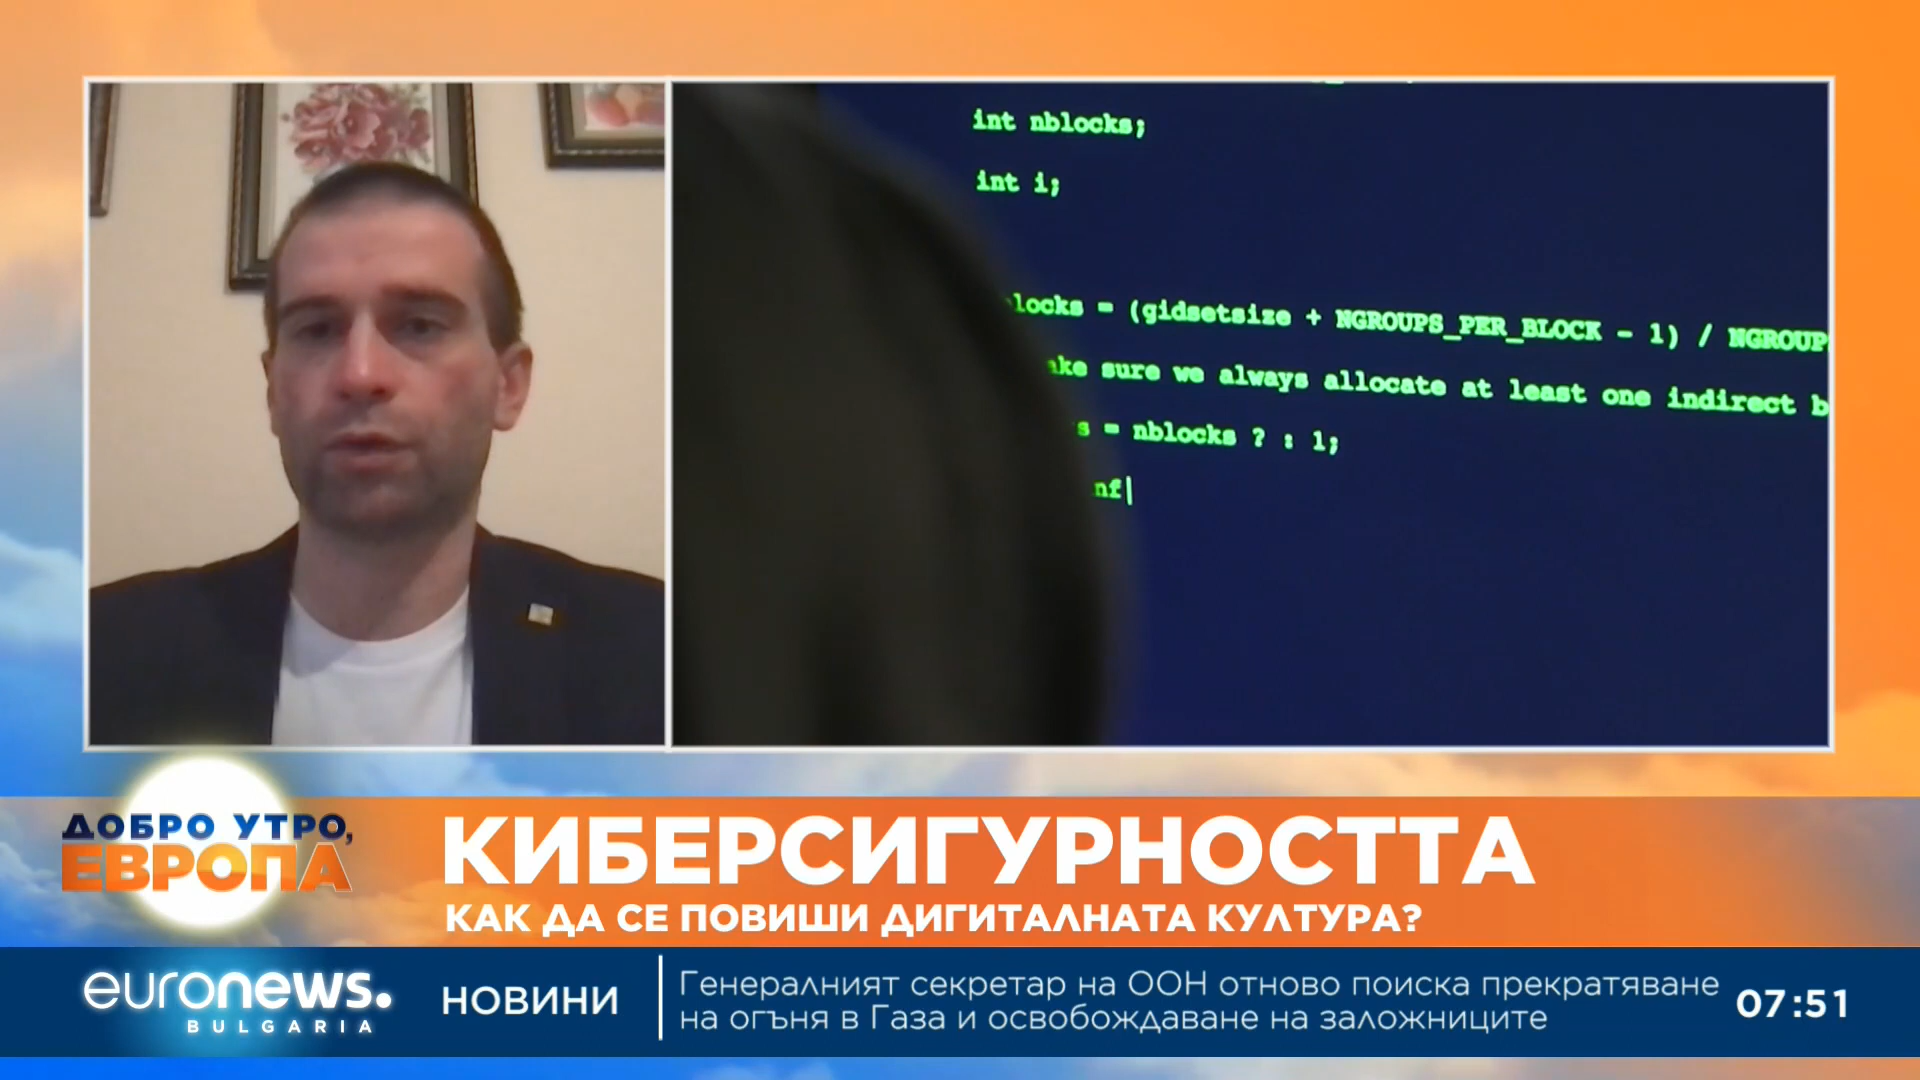 int nblocks;
int i;
locks = (gidsetsize + NGROUPS_PER_BLOCK - 1) / NGROUP
ke sure we always allocate at least one indirect b
s = nblocks ? : 1;
nf|
ДОБРО УТРО,
ЕВРОПА
КИБЕРСИГУРНОСТТА
КАК ДА СЕ ПОВИШИ ДИГИТАЛНАТА КУЛТУРА?
euronews.
BULGARIA
НОВИНИ
Генералният секретар на ООН отново поиска прекратяване
на огъня в Газа и освобождаване на заложниците
07:51